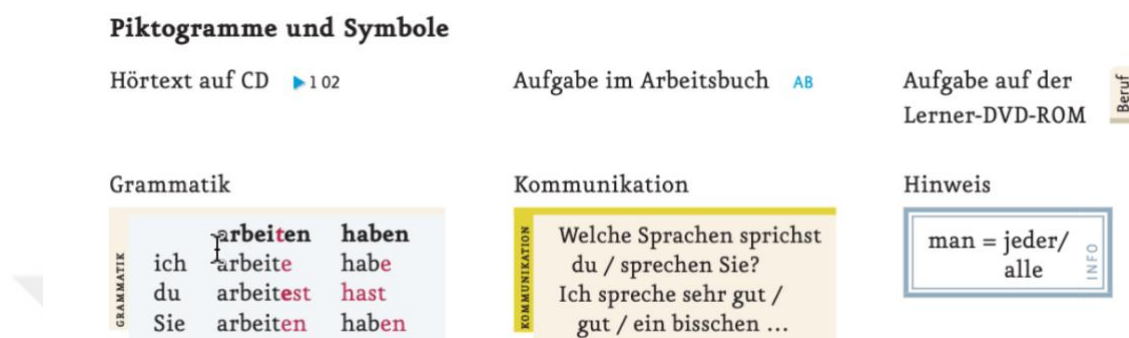 Piktogramme und Symbole
Hörtext auf CD ▶ 1 02
Aufgabe im Arbeitsbuch AB
Aufgabe auf der
Lerner-DVD-ROM
Beruf
Grammatik
GRAMMATIK
arbeiten haben
ich arbeite habe
du arbeitest hast
Sie arbeiten haben
Kommunikation
KOMMUNIKATION
Welche Sprachen sprichst
du / sprechen Sie?
Ich spreche sehr gut /
gut / ein bisschen ...
Hinweis
man = jeder/
alle
INFO